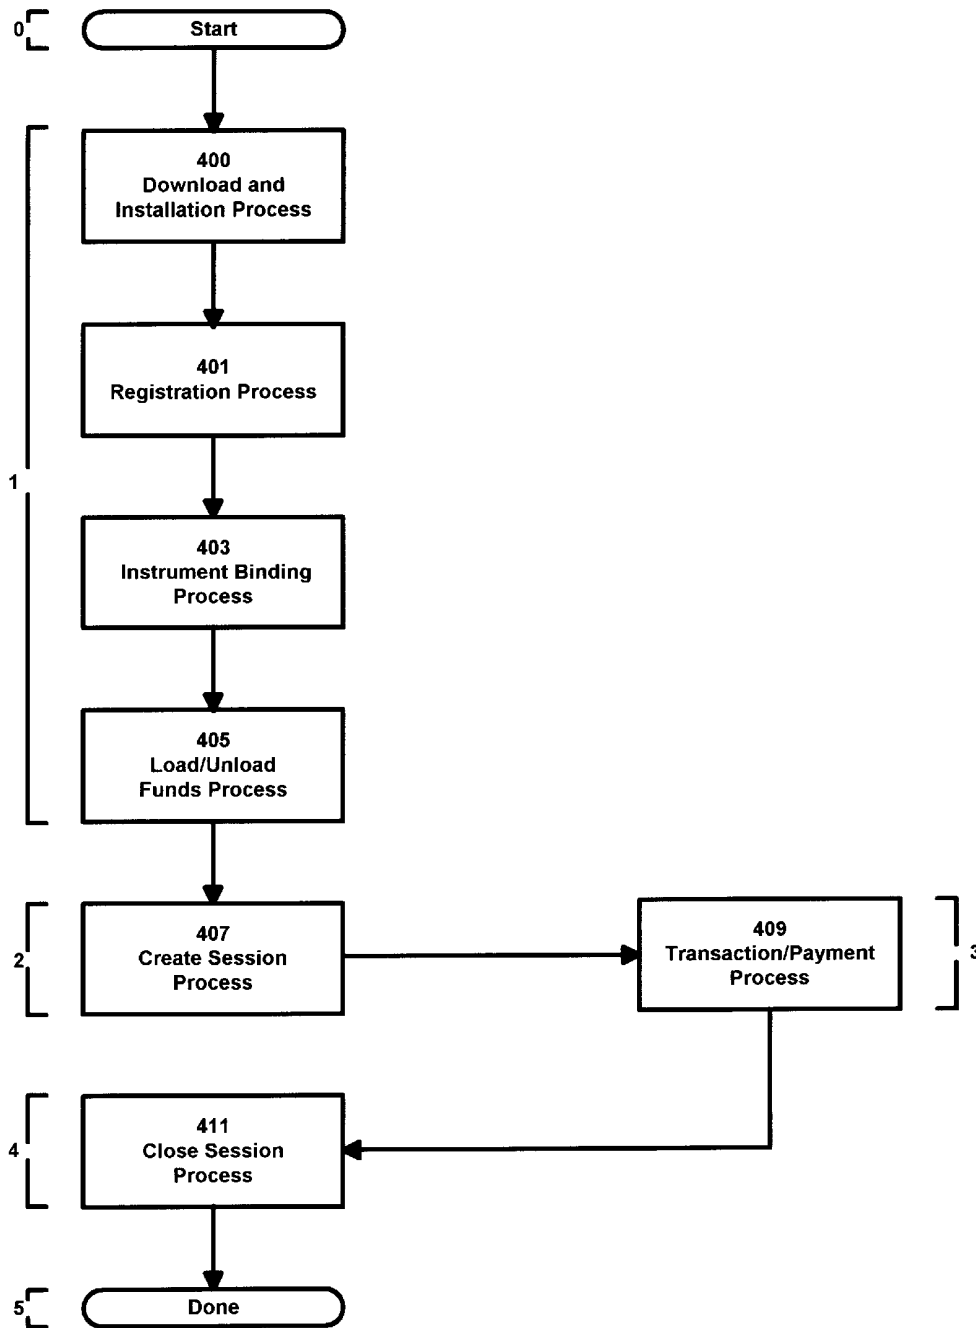 0
Start
400
Download and
Installation Process
401
Registration Process
1
403
Instrument Binding
Process
405
Load/Unload
Funds Process
2
407
Create Session
Process
409
Transaction/Payment
Process
3
4
411
Close Session
Process
5
Done